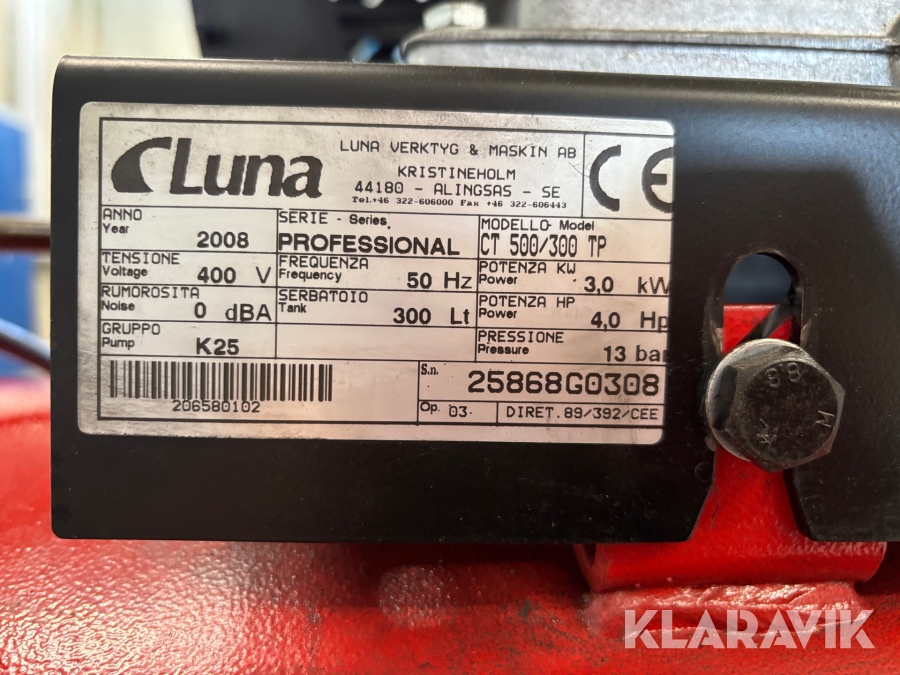 Luna
LUNA VERKTYG & MASKIN AB
KRISTINEHOLM
44180 - ALINGSAS - SE
Tel.+46 322-606000 Fax +46 322-606443
CE
ANNO
Year
2008
SERIE - Series
PROFESSIONAL
MODELLO- Model
CT 500/300 TP
TENSIONE
Voltage 400 V
FREQUENZA
Frequency 50 Hz
POTENZA KW
Power 3,0 kW
RUMOROSITA
Noise 0 dBA
SERBATOIO
Tank 300 Lt
POTENZA HP
Power 4,0 Hp
GRUPPO
Pump K25
PRESSIONE
Pressure 13 bar
206580102
S.n. 25868G0308
Op. 03.
DIRET.89/392/CEE
8.8
KLARAVIK